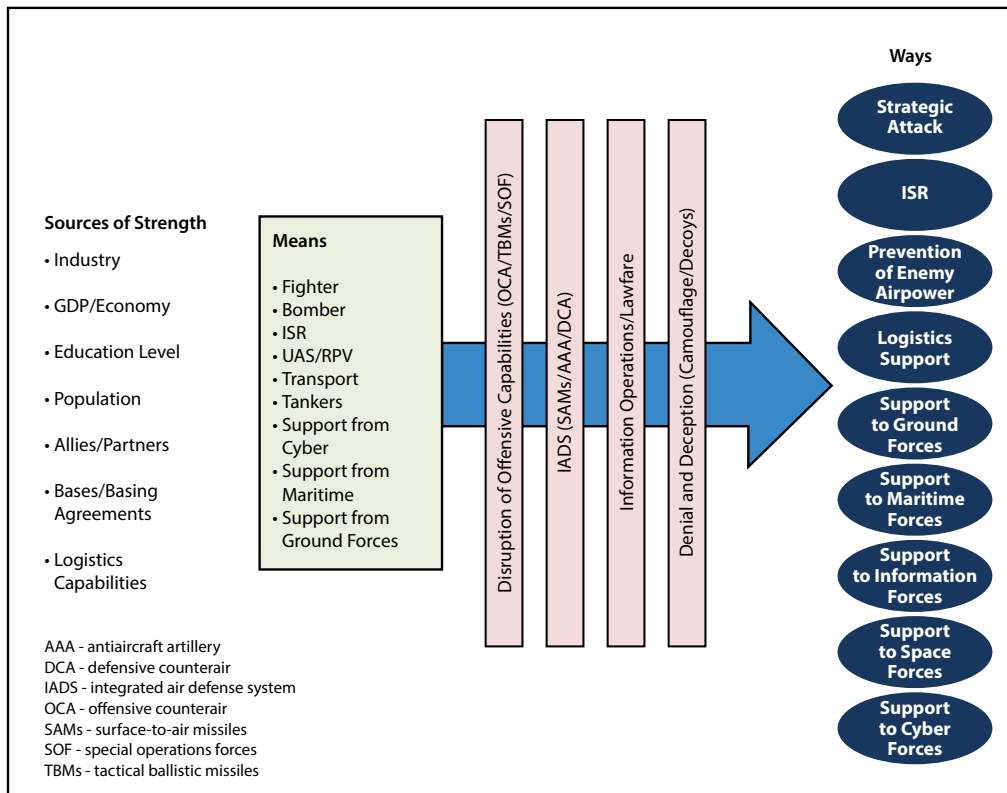 Sources of Strength
• Industry
• GDP/Economy
• Education Level
• Population
• Allies/Partners
• Bases/Basing
Agreements
• Logistics
Capabilities
AAA - antiaircraft artillery
DCA - defensive counterair
IADS - integrated air defense system
OCA - offensive counterair
SAMs - surface-to-air missiles
SOF - special operations forces
TBMs - tactical ballistic missiles
Means
• Fighter
• Bomber
• ISR
• UAS/RPV
• Transport
• Tankers
• Support from
Cyber
• Support from
Maritime
• Support from
Ground Forces
Disruption of Offensive Capabilities (OCA/TBMs/SOF)
IADS (SAMs/AAA/DCA)
Information Operations/Lawfare
Denial and Deception (Camouflage/Decoys)
Ways
Strategic
Attack
ISR
Prevention
of Enemy
Airpower
Logistics
Support
Support
to Ground
Forces
Support
to Maritime
Forces
Support
to Information
Forces
Support
to Space
Forces
Support
to Cyber
Forces